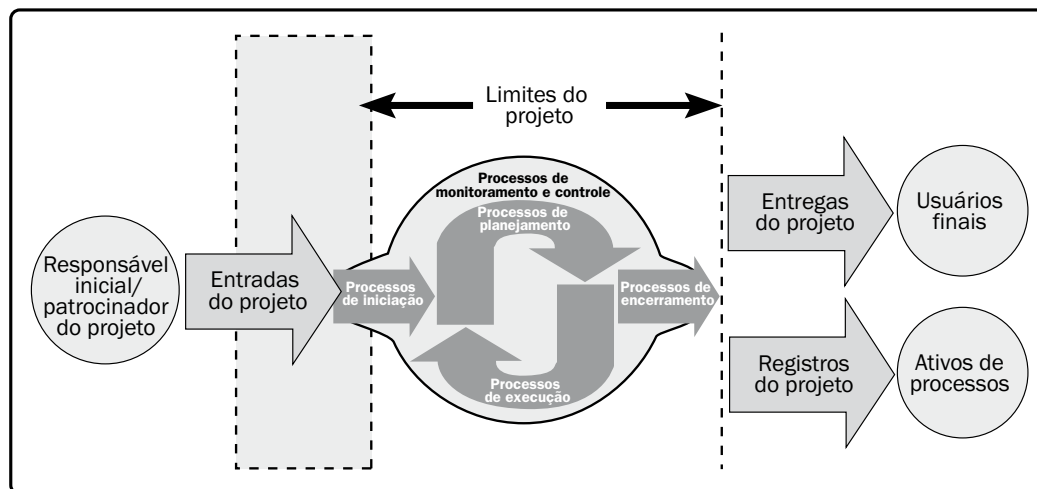 Limites do
projeto
Processos de
monitoramento e controle
Processos de
planejamento
Responsável
inicial/
patrocinador
do projeto
Entradas
do projeto
Processos
de iniciação
Processos de
encerramento
Processos
de execução
Entregas
do projeto
Usuários
finais
Registros
do projeto
Ativos de
processos